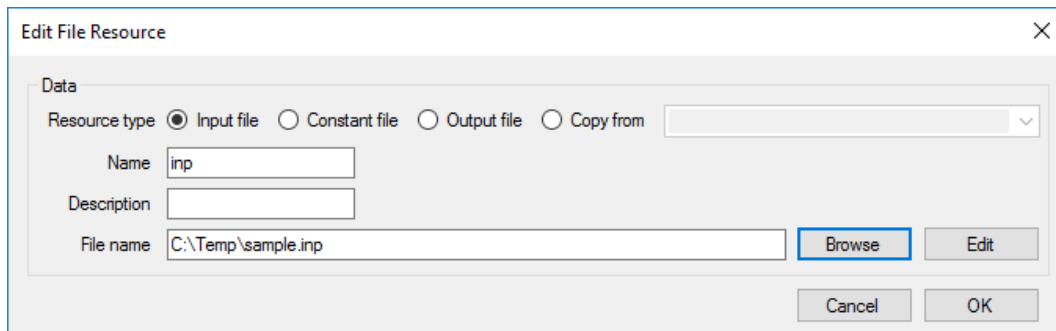 Edit File Resource
Data
Resource type Input file Constant file Output file Copy from
Name inp
Description
File name C:\Temp\sample.inp Browse Edit
Cancel OK